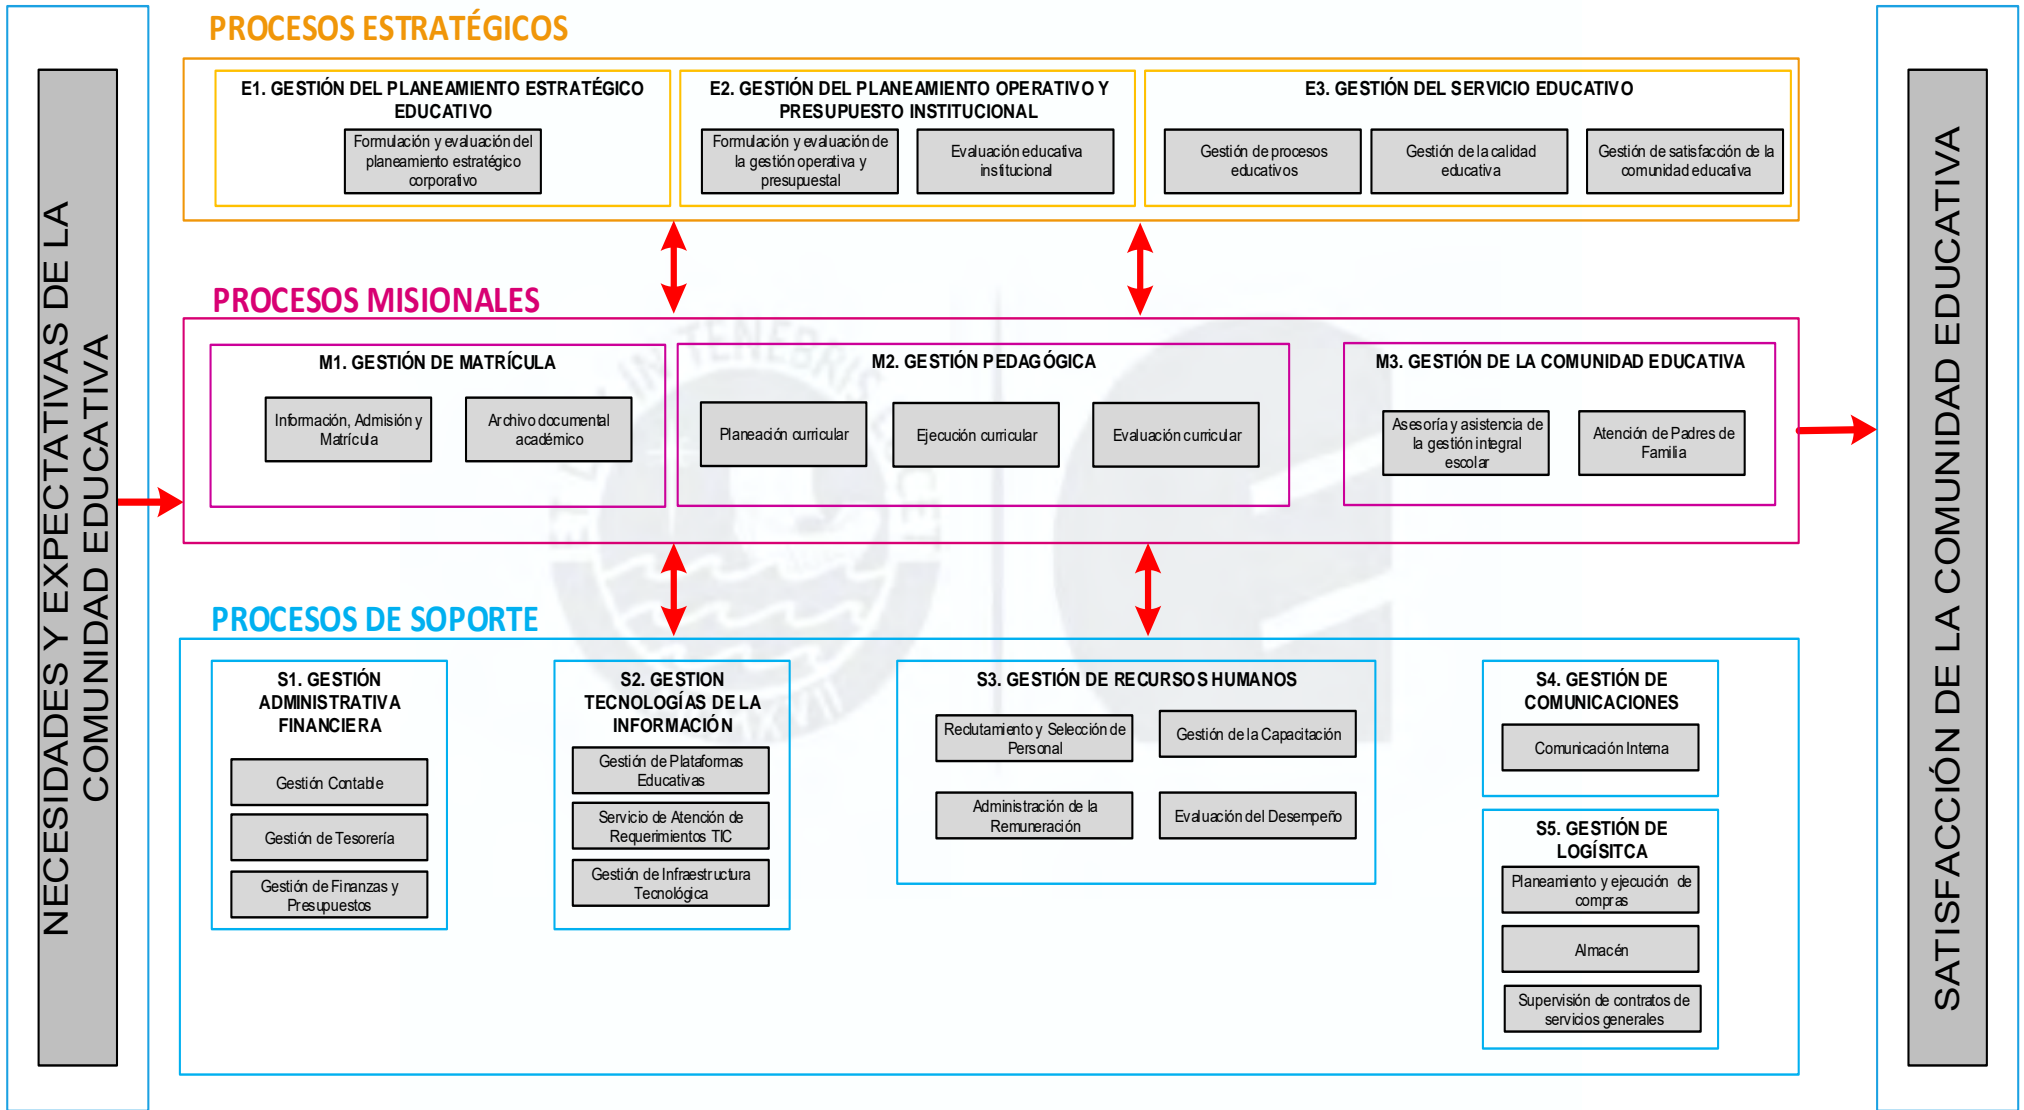 NECESIDADES Y EXPECTATIVAS DE LA
COMUNIDAD EDUCATIVA
PROCESOS ESTRATÉGICOS
E1. GESTIÓN DEL PLANEAMIENTO ESTRATÉGICO
EDUCATIVO
Formulación y evaluación del
planeamiento estratégico
corporativo
E2. GESTIÓN DEL PLANEAMIENTO OPERATIVO Y
PRESUPUESTO INSTITUCIONAL
Formulación y evaluación de
la gestión operativa y
presupuestal
Evaluación educativa
institucional
E3. GESTIÓN DEL SERVICIO EDUCATIVO
Gestión de procesos
educativos
Gestión de la calidad
educativa
Gestión de satisfacción de la
comunidad educativa
PROCESOS MISIONALES
M1. GESTIÓN DE MATRÍCULA
Información, Admisión y
Matrícula
Archivo documental
académico
M2. GESTIÓN PEDAGÓGICA
Planeación curricular
Ejecución curricular
Evaluación curricular
M3. GESTIÓN DE LA COMUNIDAD EDUCATIVA
Asesoría y asistencia de
la gestión integral
escolar
Atención de Padres de
Familia
PROCESOS DE SOPORTE
S1. GESTIÓN
ADMINISTRATIVA
FINANCIERA
Gestión Contable
Gestión de Tesorería
Gestión de Finanzas y
Presupuestos
S2. GESTION
TECNOLOGÍAS DE LA
INFORMACIÓN
Gestión de Plataformas
Educativas
Servicio de Atención de
Requerimientos TIC
Gestión de Infraestructura
Tecnológica
S3. GESTIÓN DE RECURSOS HUMANOS
Reclutamiento y Selección de
Personal
Gestión de la Capacitación
Administración de la
Remuneración
Evaluación del Desempeño
S4. GESTIÓN DE
COMUNICACIONES
Comunicación Interna
S5. GESTIÓN DE
LOGÍSITCA
Planeamiento y ejecución de
compras
Almacén
Supervisión de contratos de
servicios generales
SATISFACCIÓN DE LA COMUNIDAD EDUCATIVA